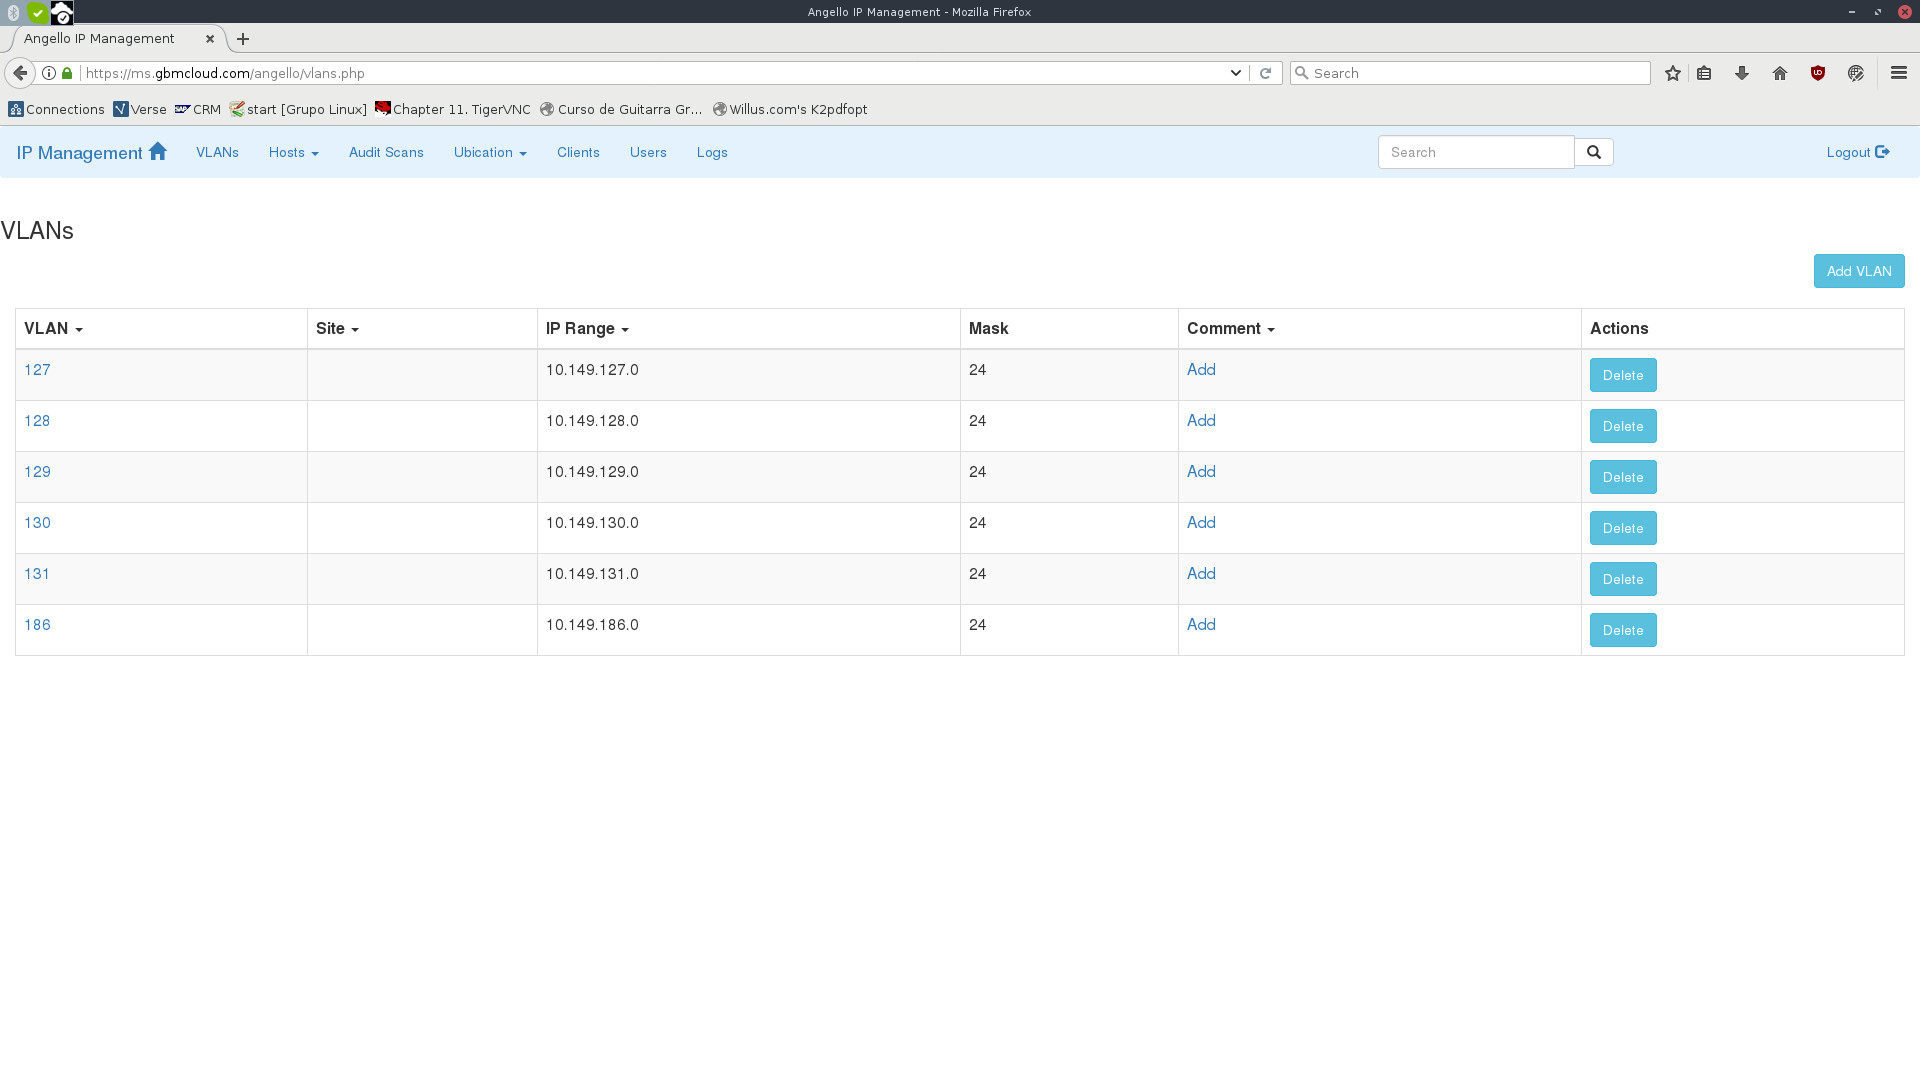 Angello IP Management - Mozilla Firefox
Angello IP Management
https://ms.gbmcloud.com/angello/vlans.php Search
Connections Verse CRM start [Grupo Linux] Chapter 11. TigerVNC Curso de Guitarra Gr... Willus.com's K2pdfopt
IP Management VLANs Hosts Audit Scans Ubication Clients Users Logs Search Logout
VLANs
Add VLAN
VLAN Site IP Range Mask Comment Actions
127 10.149.127.0 24 Add Delete
128 10.149.128.0 24 Add Delete
129 10.149.129.0 24 Add Delete
130 10.149.130.0 24 Add Delete
131 10.149.131.0 24 Add Delete
186 10.149.186.0 24 Add Delete